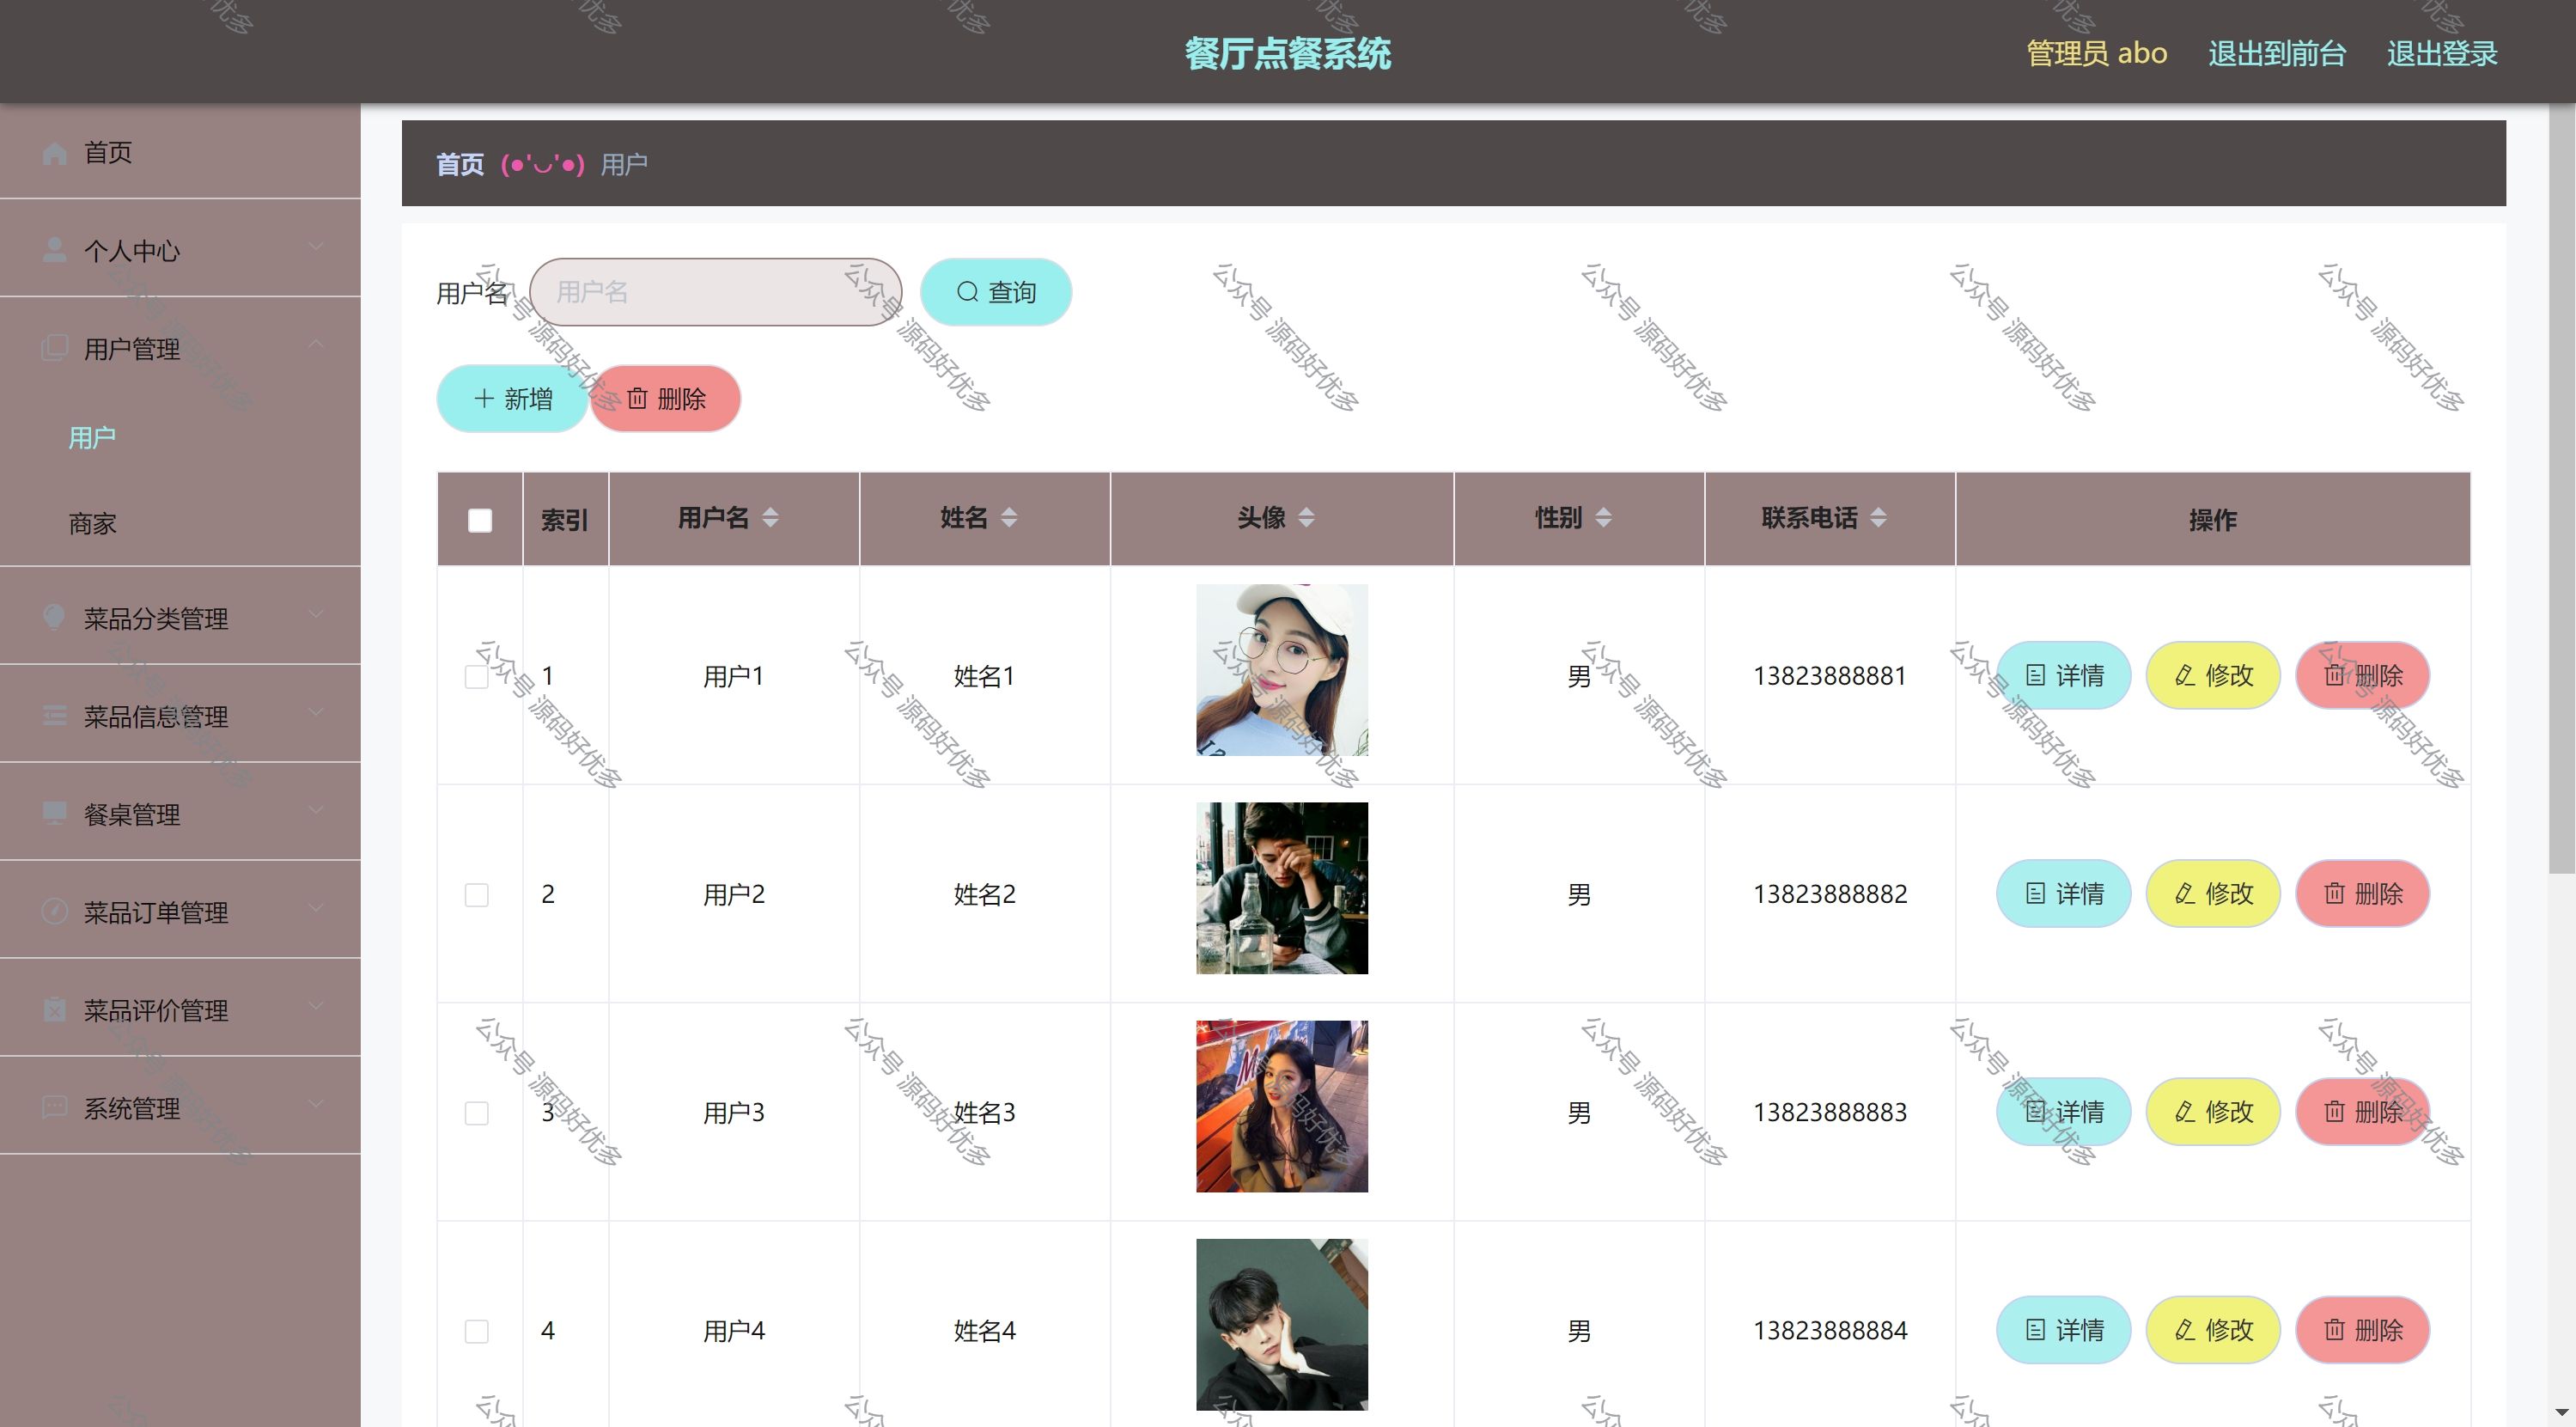 餐厅点餐系统
管理员 abo 退出到前台 退出登录
首页
个人中心
用户管理
用户
商家
菜品分类管理
菜品信息管理
餐桌管理
菜品订单管理
菜品评价管理
系统管理
首页 (●'◡'●) 用户
用户名 用户名 查询
新增 删除
索引 用户名 姓名 头像 性别 联系电话 操作
1 用户1 姓名1 男 13823888881 详情 修改 删除
2 用户2 姓名2 男 13823888882 详情 修改 删除
3 用户3 姓名3 男 13823888883 详情 修改 删除
4 用户4 姓名4 男 13823888884 详情 修改 删除
公众号 源码好优多